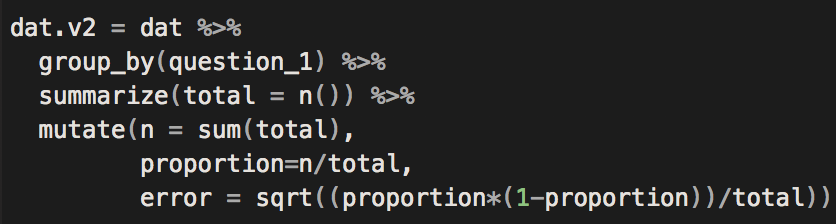 dat.v2 = dat %>%
  group_by(question_1) %>%
  summarize(total = n()) %>%
  mutate(n = sum(total),
         proportion=n/total,
         error = sqrt((proportion*(1-proportion))/total))